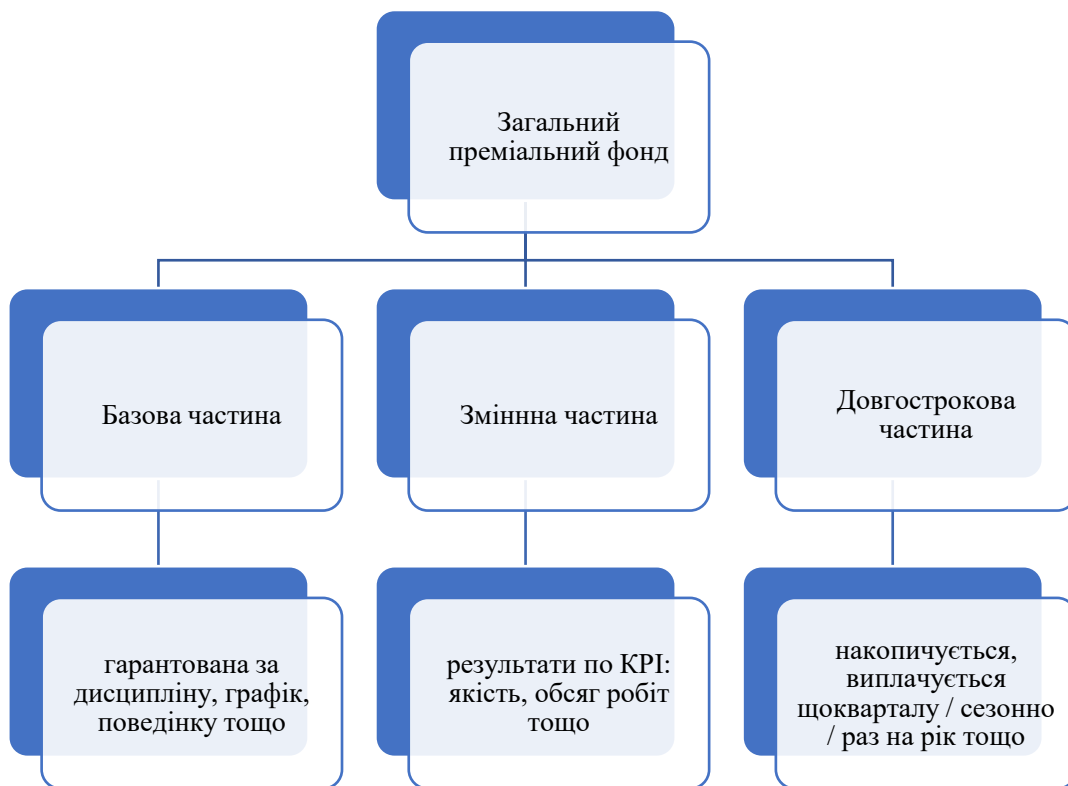 Загальний
преміальний фонд
Базова частина
Зміннна частина
Довгострокова
частина
гарантована за
дисципліну, графік,
поведінку тощо
результати по КРІ:
якість, обсяг робіт
тощо
накопичується,
виплачується
щокварталу / сезонно
/ раз на рік тощо